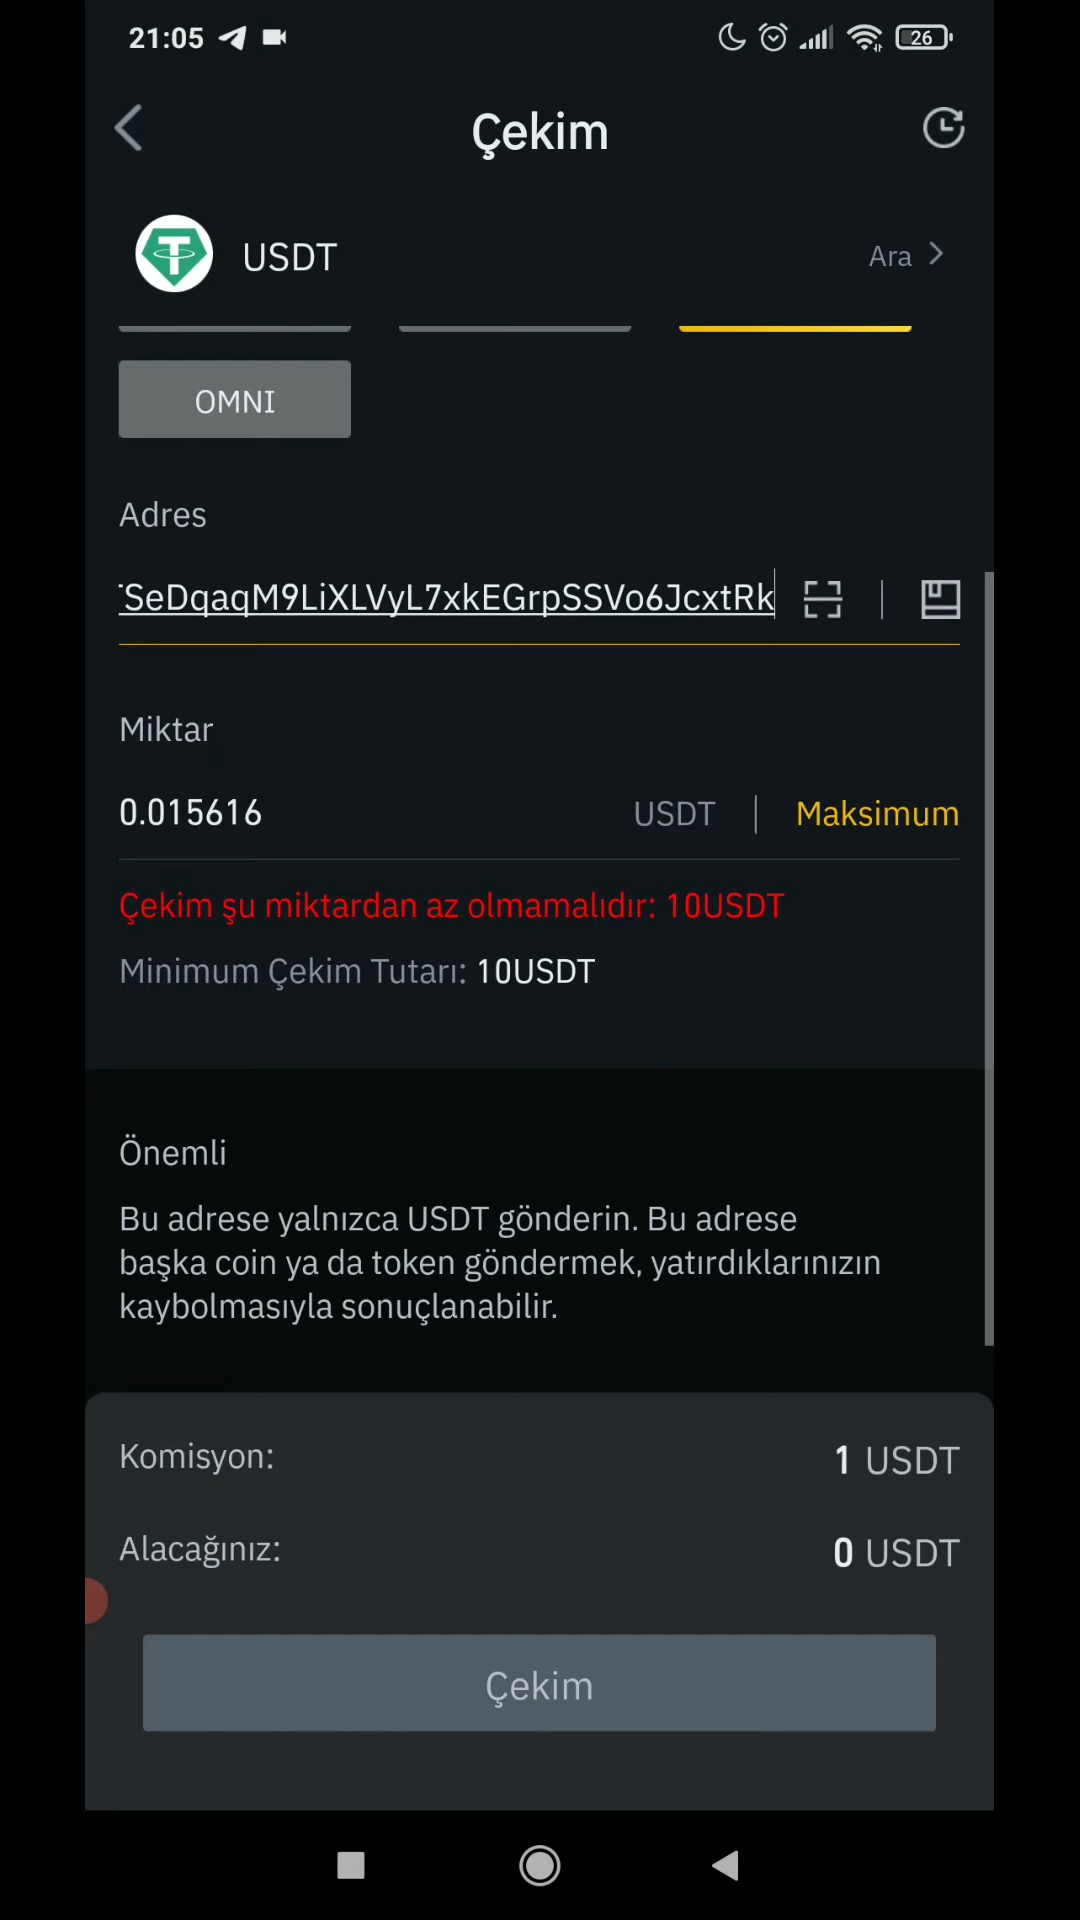 21:05
26
Çekim
USDT
Ara
OMNI
Adres
SeDqaqM9LiXLVyL7xkEGrpSSVo6JcxtRk
Miktar
0.015616 USDT Maksimum
Çekim şu miktardan az olmamalıdır: 10USDT
Minimum Çekim Tutarı: 10USDT
Önemli
Bu adrese yalnızca USDT gönderin. Bu adrese
başka coin ya da token göndermek, yatırdıklarınızın
kaybolmasıyla sonuçlanabilir.
Komisyon: 1 USDT
Alacağınız: 0 USDT
Çekim